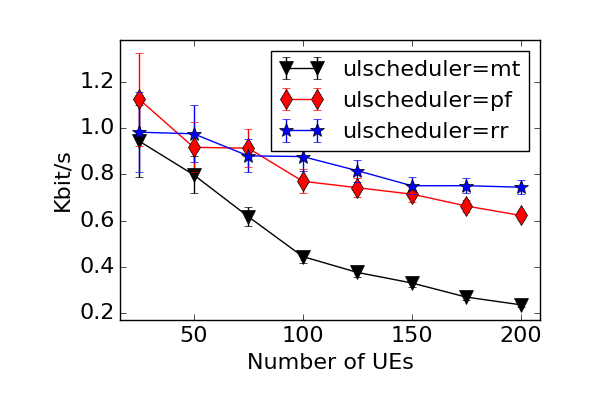 ulscheduler=mt
ulscheduler=pf
ulscheduler=rr
Kbit/s
1.2
1.0
0.8
0.6
0.4
0.2
50
100
150
200
Number of UEs